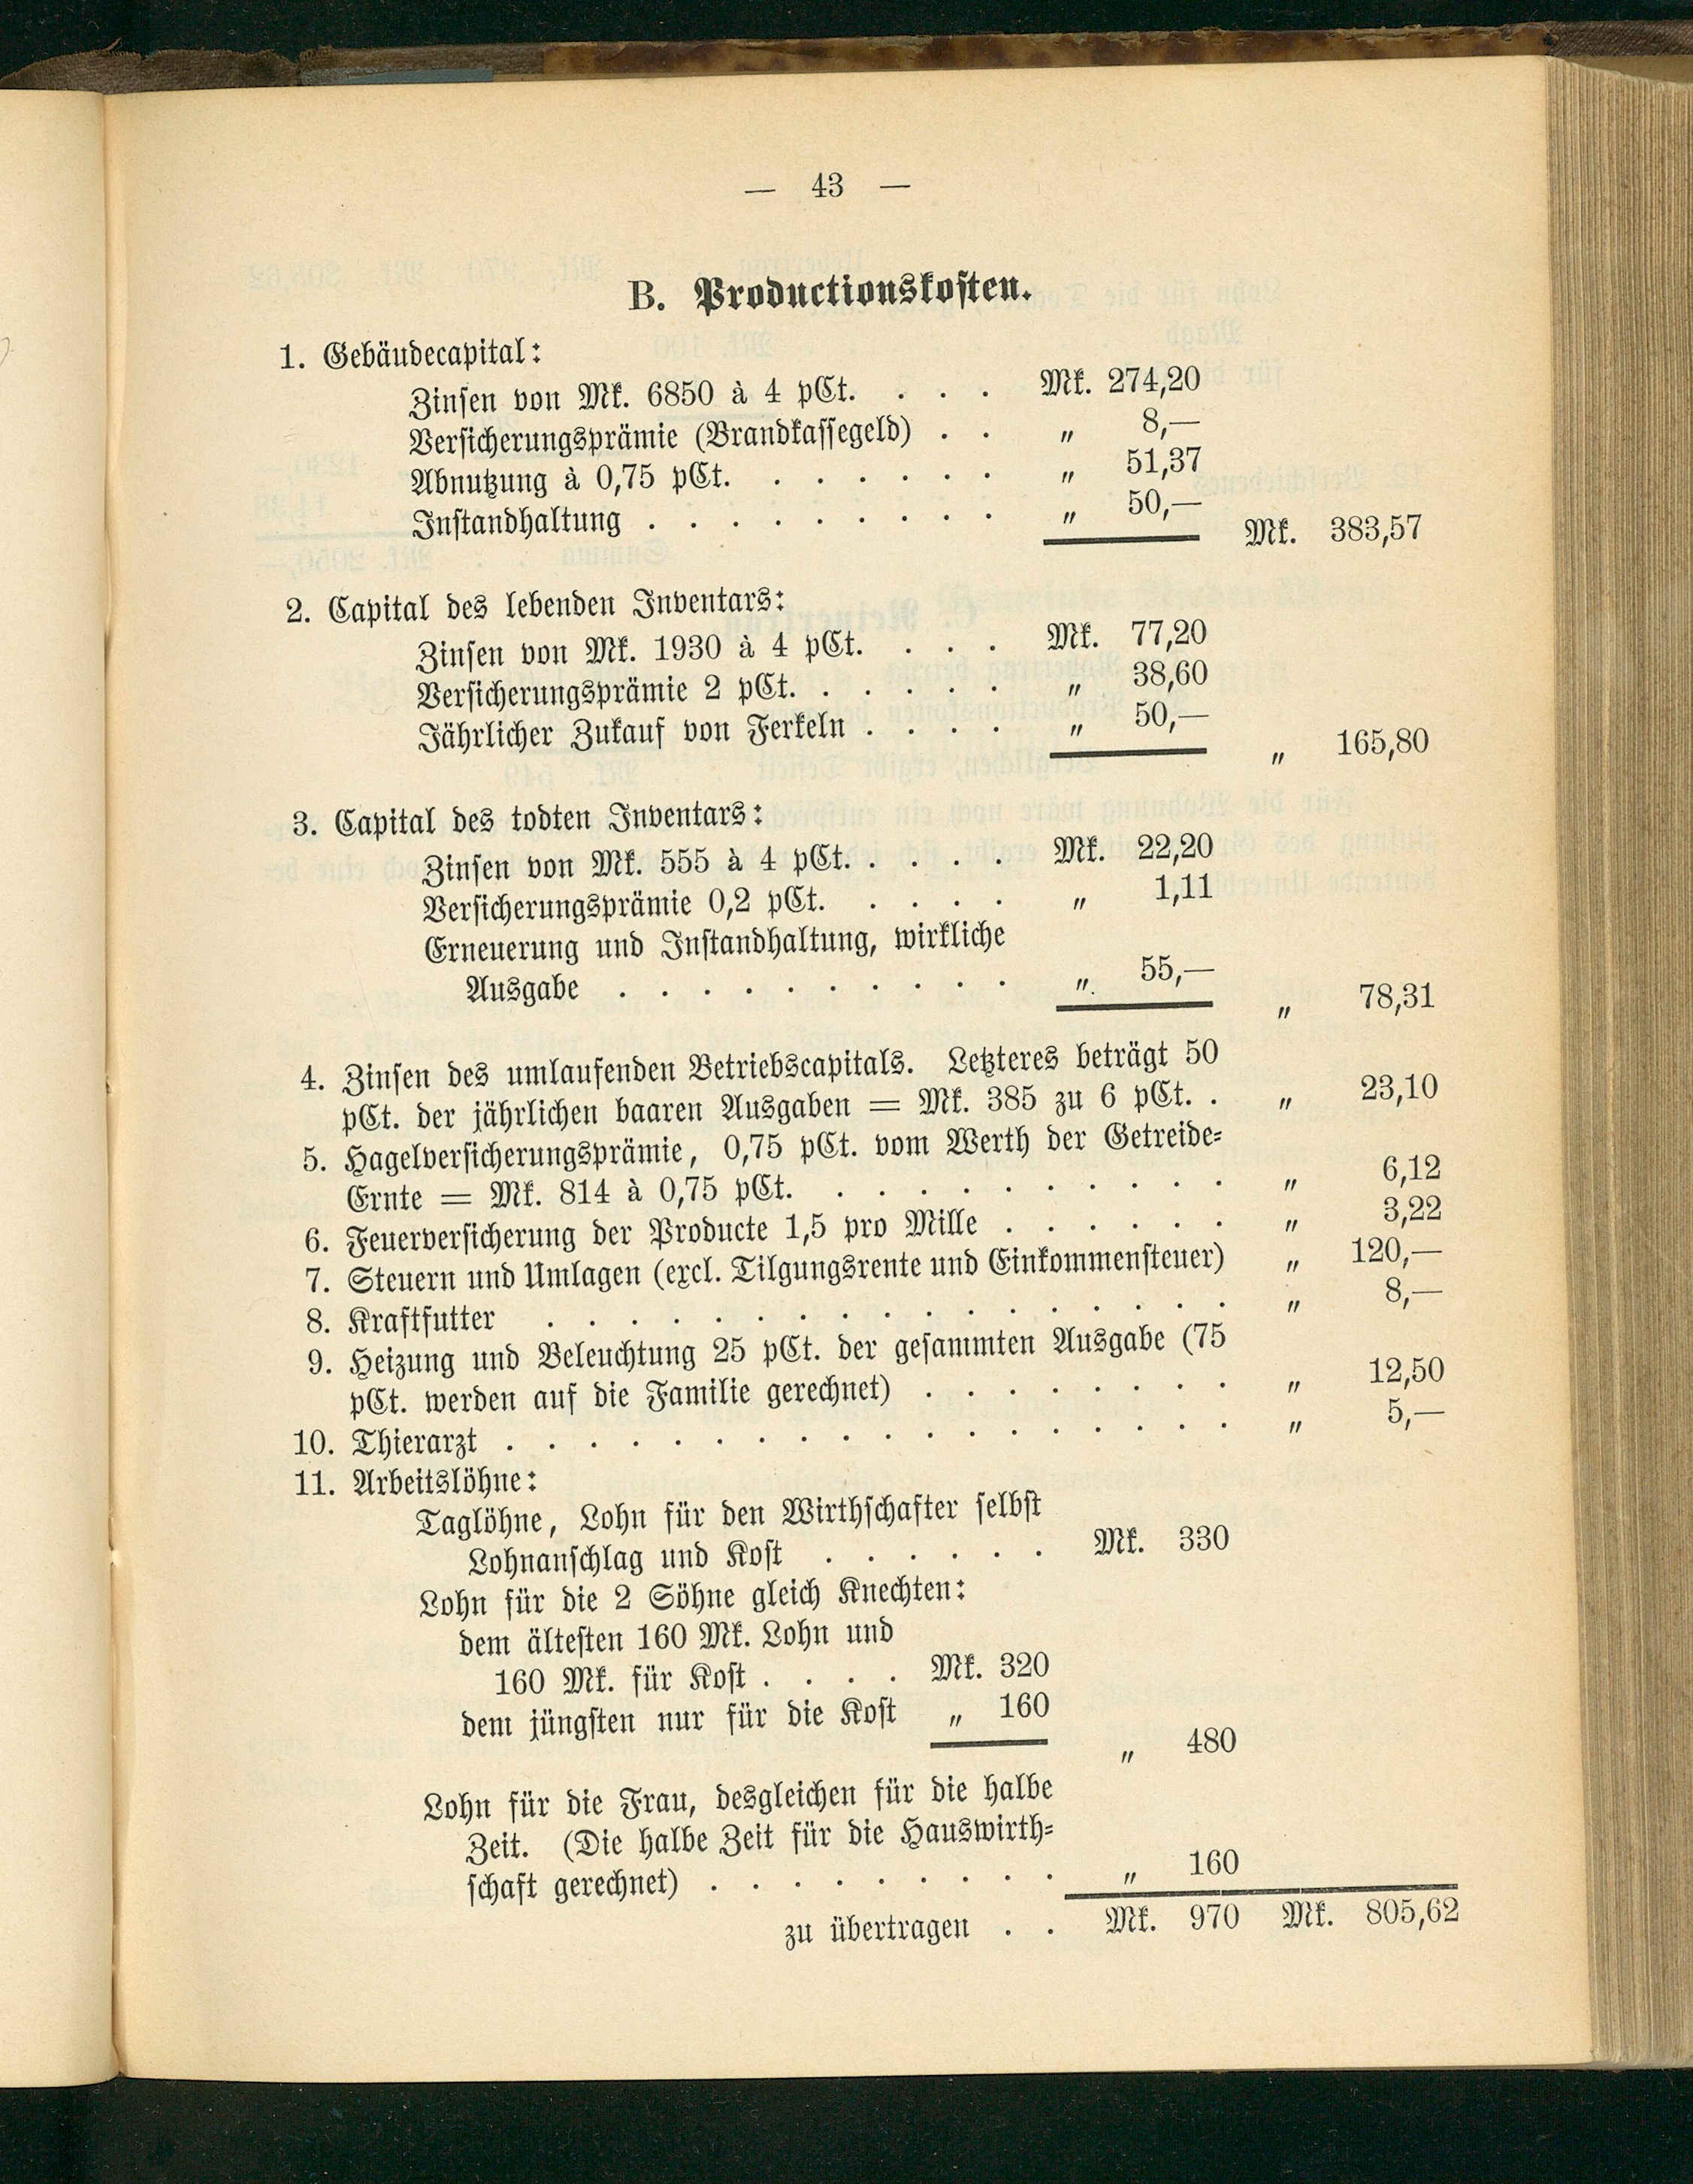 — 43 —
B. Productionskosten.
1. Gebäudecapital:
Zinsen von Mk. 6850 à 4 pCt. . . . Mk. 274,20
Versicherungsprämie (Brandkassegeld) . . „ 8,—
Abnutzung à 0,75 pCt. . . . . . . „ 51,37
Instandhaltung . . . . . . . . . „ 50,—
Mk. 383,57
2. Capital des lebenden Inventars:
Zinsen von Mk. 1930 à 4 pCt. . . . Mk. 77,20
Versicherungsprämie 2 pCt. . . . . . „ 38,60
Jährlicher Zukauf von Ferkeln . . . . „ 50,—
„ 165,80
3. Capital des todten Inventars:
Zinsen von Mk. 555 à 4 pCt. . . . . Mk. 22,20
Versicherungsprämie 0,2 pCt. . . . . „ 1,11
Erneuerung und Instandhaltung, wirkliche
Ausgabe . . . . . . . . . . „ 55,—
„ 78,31
4. Zinsen des umlaufenden Betriebscapitals. Letzteres beträgt 50
pCt. der jährlichen baaren Ausgaben = Mk. 385 zu 6 pCt. . „ 23,10
5. Hagelversicherungsprämie, 0,75 pCt. vom Werth der Getreide-
Ernte = Mk. 814 à 0,75 pCt. . . . . . . . . . . „ 6,12
6. Feuerversicherung der Producte 1,5 pro Mille . . . . . . „ 3,22
7. Steuern und Umlagen (excl. Tilgungsrente und Einkommensteuer) „ 120,—
8. Kraftfutter . . . . . . . . . . . . . . . . . „ 8,—
9. Heizung und Beleuchtung 25 pCt. der gesammten Ausgabe (75
pCt. werden auf die Familie gerechnet) . . . . . . . . „ 12,50
10. Thierarzt . . . . . . . . . . . . . . . . . . „ 5,—
11. Arbeitslöhne:
Taglöhne, Lohn für den Wirthschafter selbst
Lohnanschlag und Kost . . . . . . Mk. 330
Lohn für die 2 Söhne gleich Knechten:
dem ältesten 160 Mk. Lohn und
160 Mk. für Kost . . . . Mk. 320
dem jüngsten nur für die Kost „ 160
„ 480
Lohn für die Frau, desgleichen für die halbe
Zeit. (Die halbe Zeit für die Hauswirth-
schaft gerechnet) . . . . . . . . . „ 160
zu übertragen . . Mk. 970 Mk. 805,62